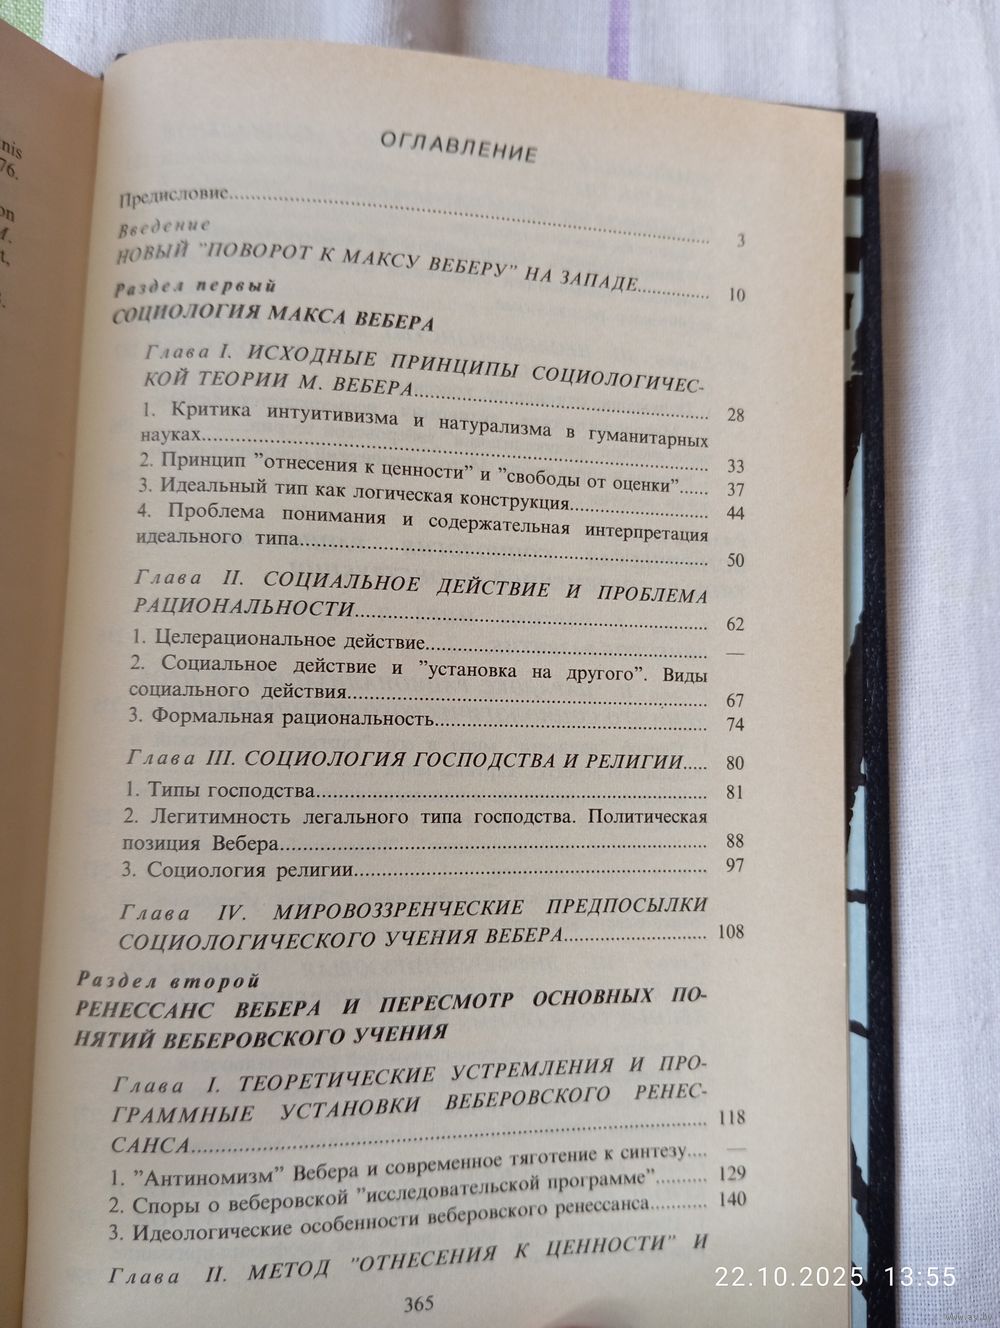 nis
76.
on
M.
t,
ОГЛАВЛЕНИЕ
Предисловие........ 3
Введение
НОВЫЙ "ПОВОРОТ К МАКСУ ВЕБЕРУ" НА ЗАПАДЕ........ 10
Раздел первый
СОЦИОЛОГИЯ МАКСА ВЕБЕРА
Глава I. ИСХОДНЫЕ ПРИНЦИПЫ СОЦИОЛОГИЧЕС-
КОЙ ТЕОРИИ М. ВЕБЕРА........ 28
1. Критика интуитивизма и натурализма в гуманитарных
науках........ 33
2. Принцип ”отнесения к ценности” и ”свободы от оценки”...... 37
3. Идеальный тип как логическая конструкция........ 44
4. Проблема понимания и содержательная интерпретация
идеального типа........ 50
Глава II. СОЦИАЛЬНОЕ ДЕЙСТВИЕ И ПРОБЛЕМА
РАЦИОНАЛЬНОСТИ........ 62
1. Целерациональное действие........ —
2. Социальное действие и ”установка на другого”. Виды
социального действия........ 67
3. Формальная рациональность........ 74
Глава III. СОЦИОЛОГИЯ ГОСПОДСТВА И РЕЛИГИИ..... 80
1. Типы господства........ 81
2. Легитимность легального типа господства. Политическая
позиция Вебера........ 88
3. Социология религии........ 97
Глава IV. МИРОВОЗЗРЕНЧЕСКИЕ ПРЕДПОСЫЛКИ
СОЦИОЛОГИЧЕСКОГО УЧЕНИЯ ВЕБЕРА........ 108
Раздел второй
РЕНЕССАНС ВЕБЕРА И ПЕРЕСМОТР ОСНОВНЫХ ПО-
НЯТИЙ ВЕБЕРОВСКОГО УЧЕНИЯ
Глава I. ТЕОРЕТИЧЕСКИЕ УСТРЕМЛЕНИЯ И ПРО-
ГРАММНЫЕ УСТАНОВКИ ВЕБЕРОВСКОГО РЕНЕС-
САНСА........ 118
1. ”Антиномизм” Вебера и современное тяготение к синтезу.... —
2. Споры о веберовской ”исследовательской программе”........ 129
3. Идеологические особенности веберовского ренессанса........ 140
Глава II. МЕТОД ”ОТНЕСЕНИЯ К ЦЕННОСТИ” И
365
22.10.2025 13:55
www.ay.by